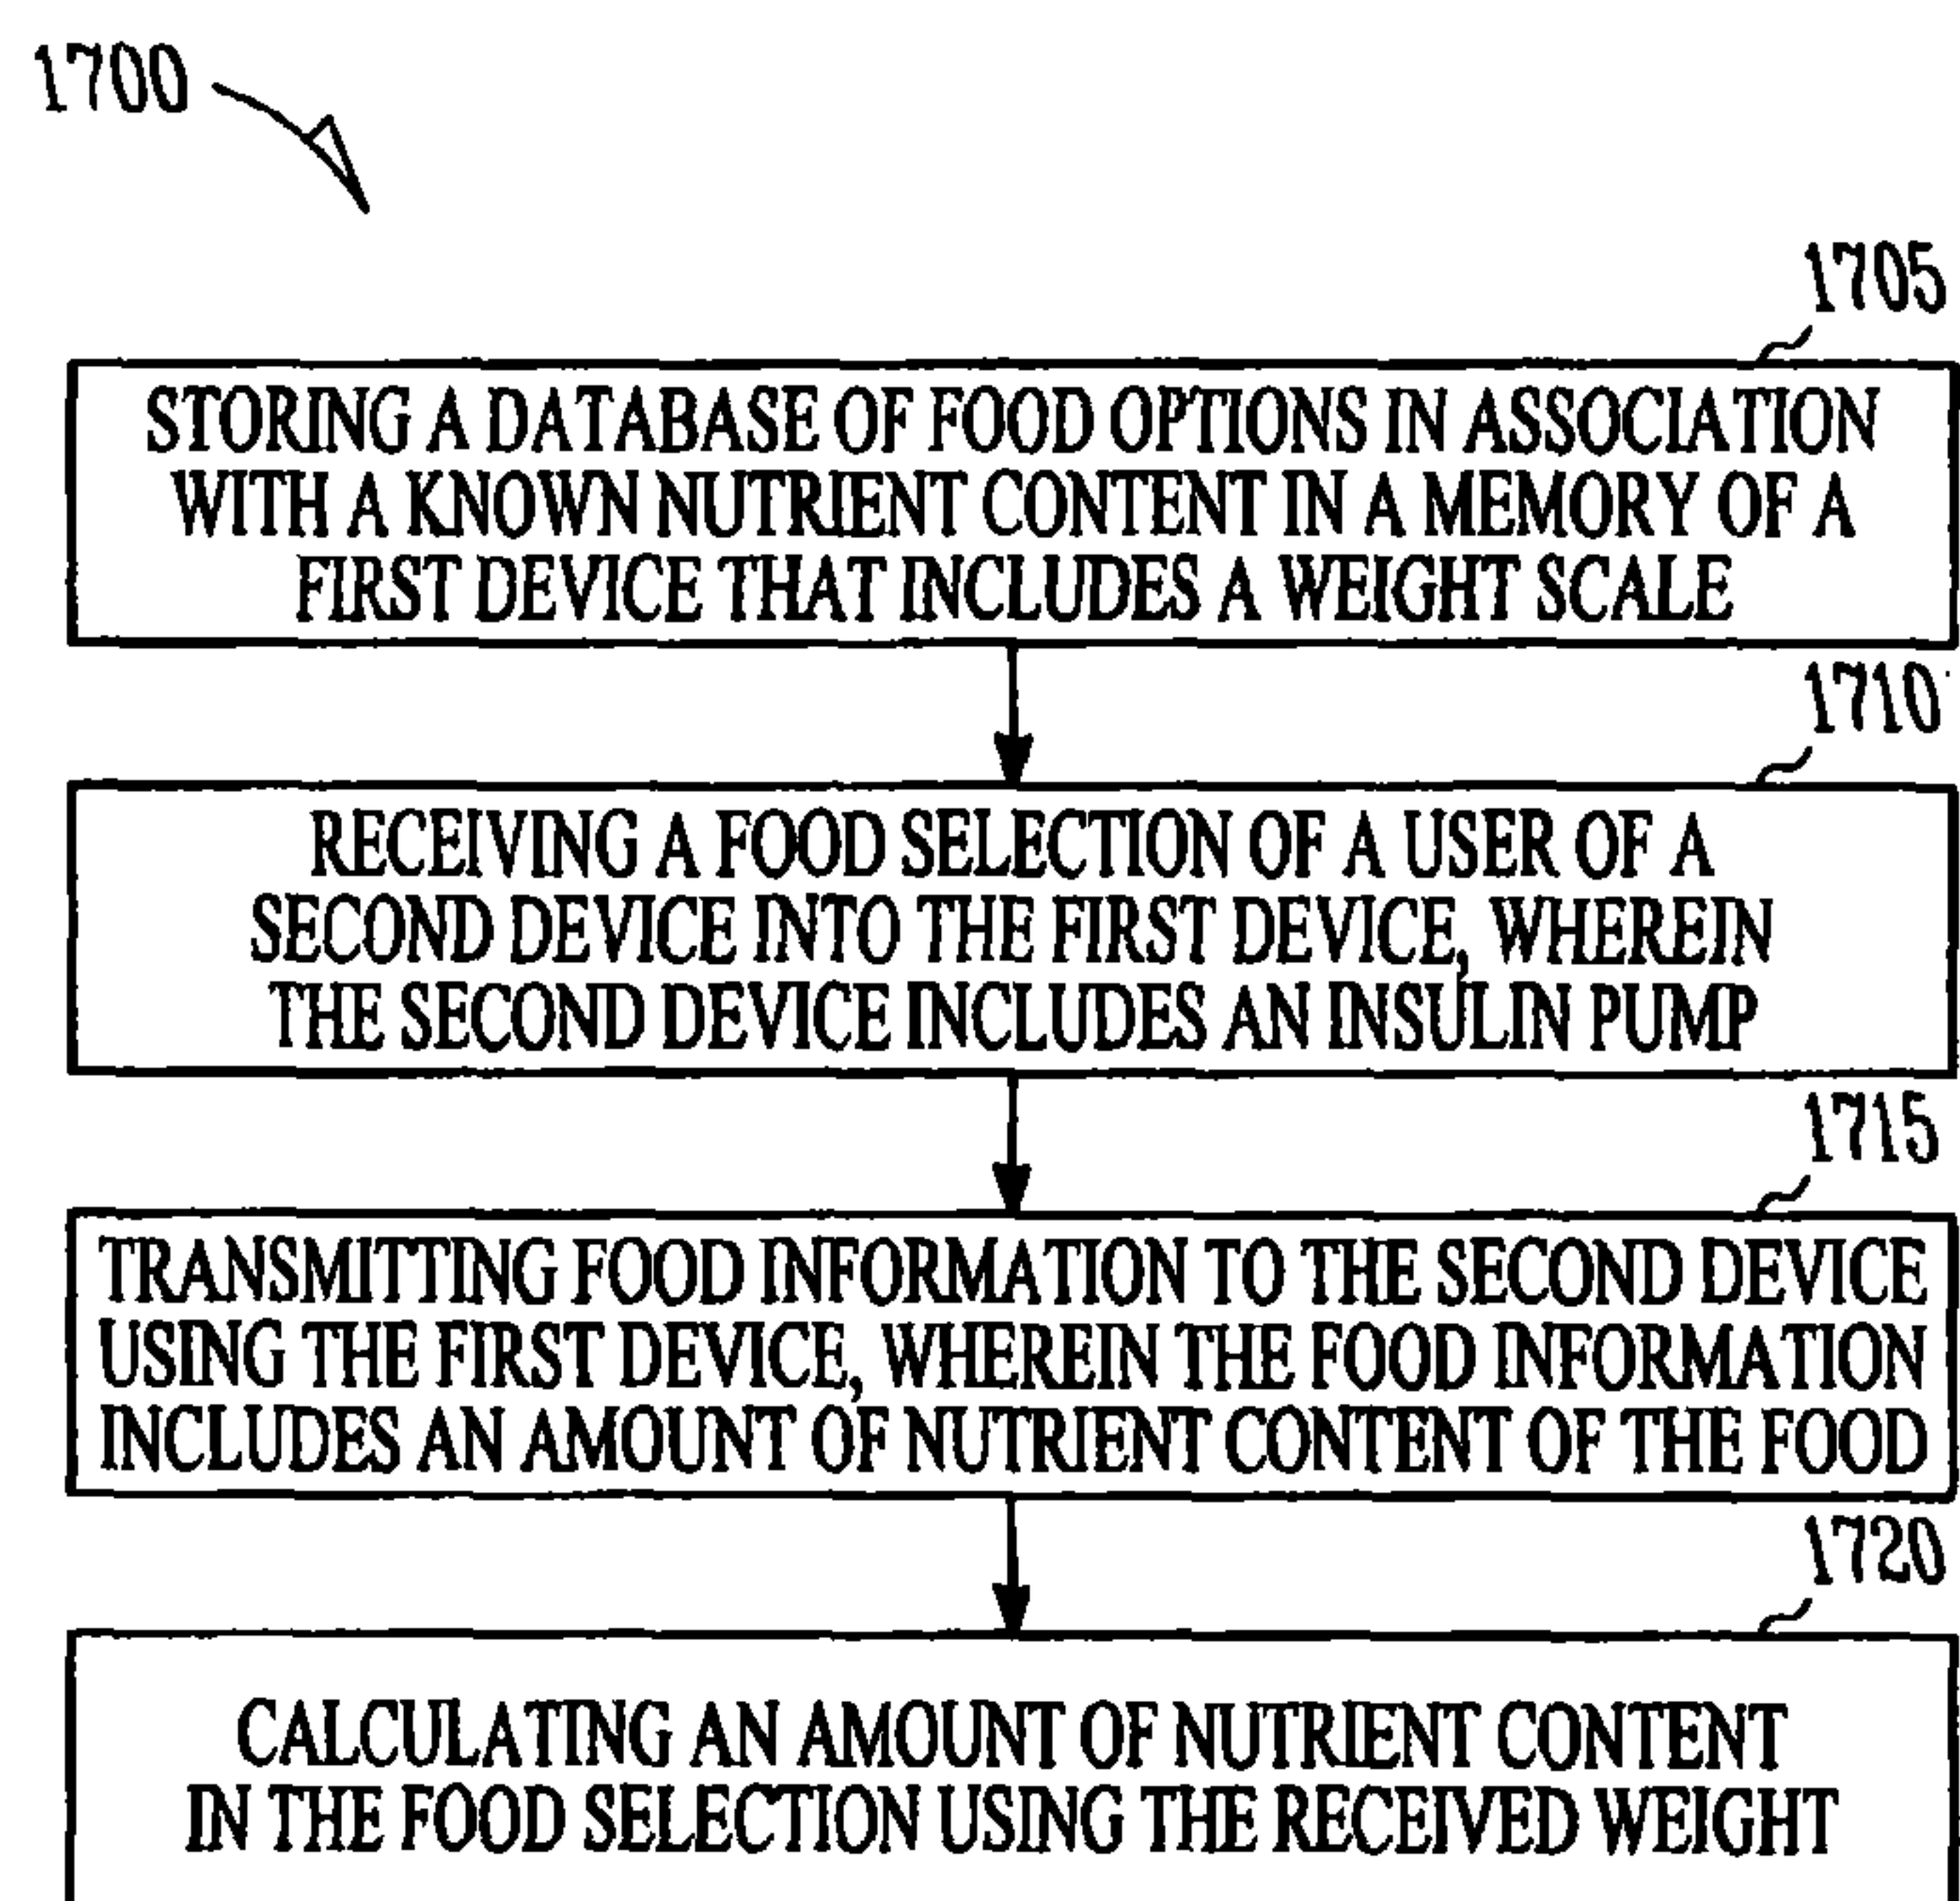 1700
1705
STORING A DATABASE OF FOOD OPTIONS IN ASSOCIATION
WITH A KNOWN NUTRIENT CONTENT IN A MEMORY OF A
FIRST DEVICE THAT INCLUDES A WEIGHT SCALE
1710
RECEIVING A FOOD SELECTION OF A USER OF A
SECOND DEVICE INTO THE FIRST DEVICE, WHEREIN
THE SECOND DEVICE INCLUDES AN INSULIN PUMP
1715
TRANSMITTING FOOD INFORMATION TO THE SECOND DEVICE
USING THE FIRST DEVICE, WHEREIN THE FOOD INFORMATION
INCLUDES AN AMOUNT OF NUTRIENT CONTENT OF THE FOOD
1720
CALCULATING AN AMOUNT OF NUTRIENT CONTENT
IN THE FOOD SELECTION USING THE RECEIVED WEIGHT